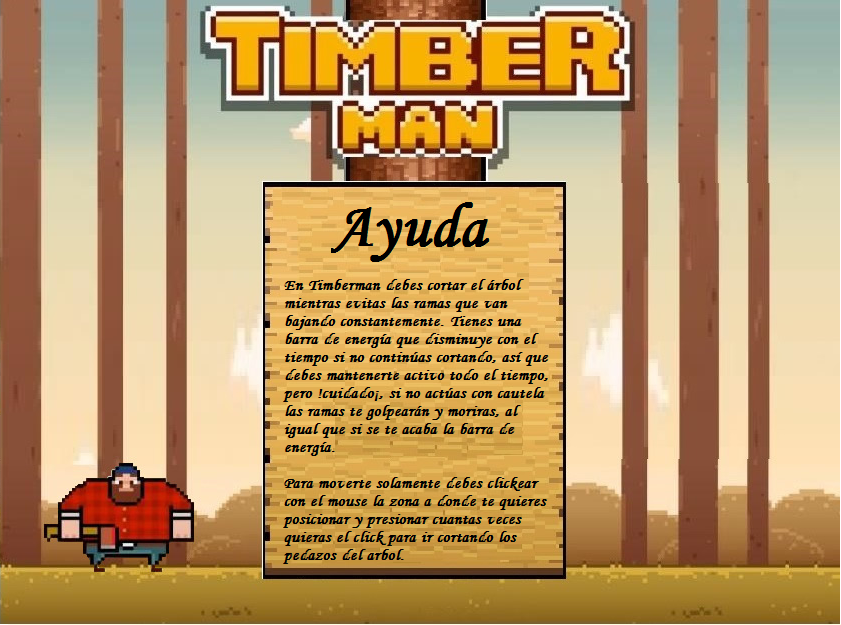 TIMBER
MAN
Ayuda
En Timberman debes cortar el árbol
mientras evitas las ramas que van
bajando constantemente. Tienes una
barra de energía que disminuye con el
tiempo si no continúas cortando, así que
debes mantenerte activo todo el tiempo,
pero !cuidado¡, si no actúas con cautela
las ramas te golpearán y moriras, al
igual que si se te acaba la barra de
energía.
Para moverte solamente debes clickear
con el mouse la zona a donde te quieres
posicionar y presionar cuantas veces
quieras el click para ir cortando los
pedazos del arbol.